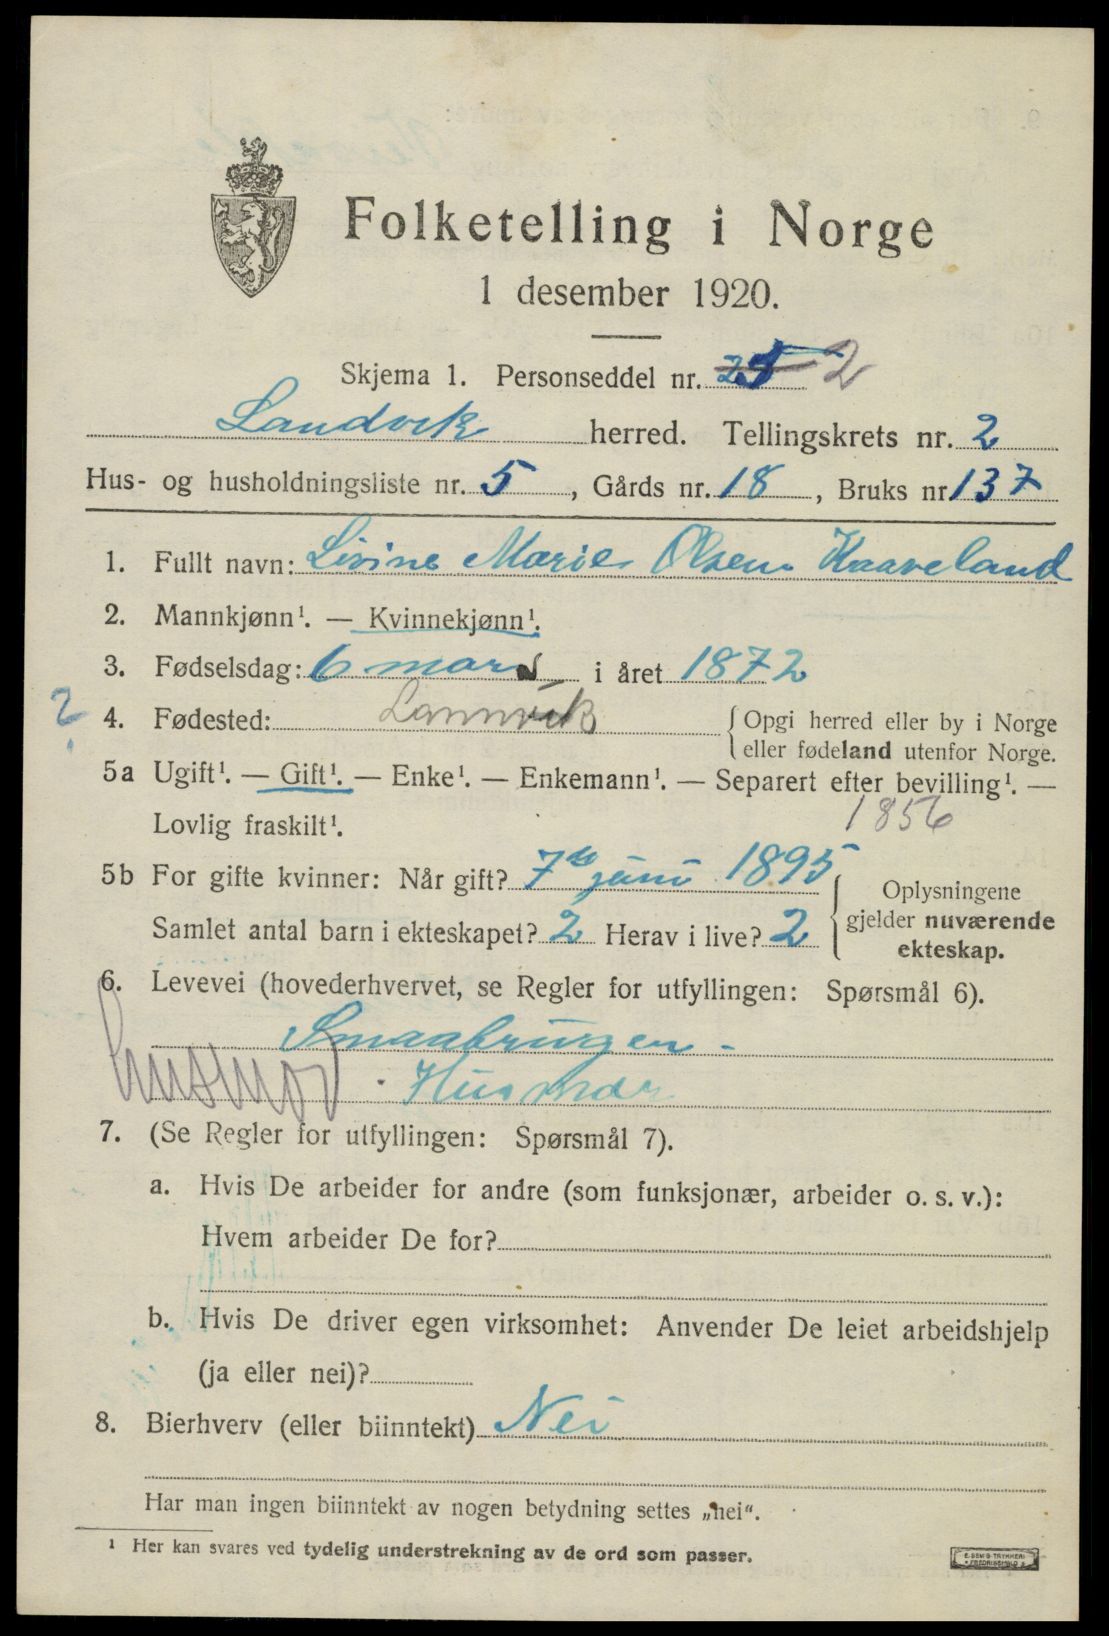 Folketelling i Norge
1 desember 1920.
Skjema 1. Personseddel nr. 2
Landvik herred. Tellingskrets nr. 2
Hus- og husholdningsliste nr. 5, Gårds nr. 18, Bruks nr 137
1. Fullt navn: Livine Marie Olsen Haaveland
2. Mannkjønn¹. — Kvinnekjønn¹.
3. Fødselsdag: 6 mars i året 1872
2 4. Fødested: Lannvik {Opgi herred eller by i Norge
eller fødeland utenfor Norge.
5a Ugift¹. — Gift¹. — Enke¹. — Enkemann¹. — Separert efter bevilling¹. —
Lovlig fraskilt¹. 1856
5b For gifte kvinner: Når gift? 7de juni 1895
Samlet antal barn i ekteskapet? 2 Herav i live? 2
{Oplysningene
gjelder nuværende
ekteskap.
6. Levevei (hovederhvervet, se Regler for utfyllingen: Spørsmål 6).
Smaabruger -
husmor Husmor
7. (Se Regler for utfyllingen: Spørsmål 7).
a. Hvis De arbeider for andre (som funksjonær, arbeider o. s. v.):
Hvem arbeider De for?
b. Hvis De driver egen virksomhet: Anvender De leiet arbeidshjelp
(ja eller nei)?
8. Bierhverv (eller biinntekt) Nei
Har man ingen biinntekt av nogen betydning settes „nei“.
¹ Her kan svares ved tydelig understrekning av de ord som passer.
E. SEM S TRYKKERI
FREDRIKSHALD